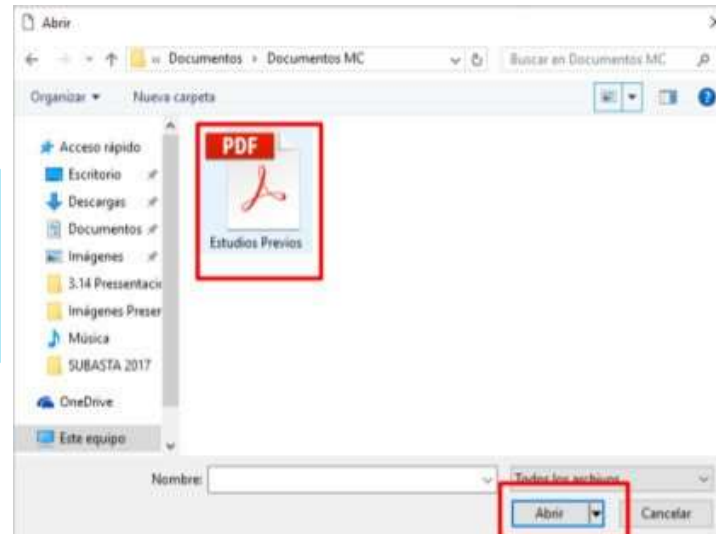 Abrir
« Documentos › Documentos MC
Buscar en Documentos MC
Organizar
Nueva carpeta
Acceso rápido
Escritorio
Descargas
Documentos
Imágenes
3.14 Pressentacio
Imágenes Preser
Música
SUBASTA 2017
OneDrive
Este equipo
PDF
Estudios Previos
Nombre:
Todos los archivos
Abrir
Cancelar